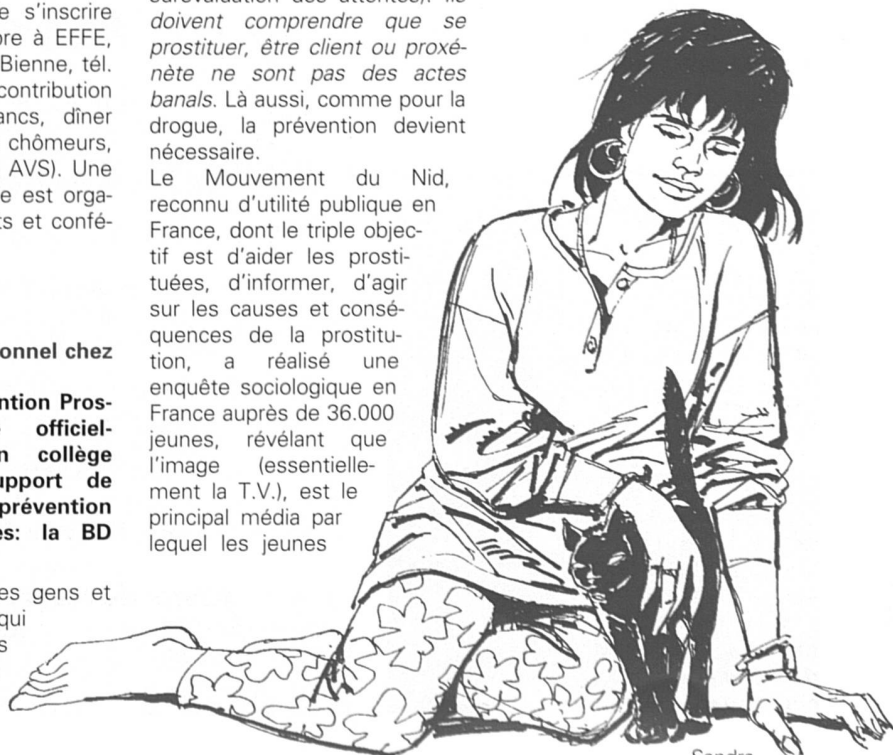 e s'inscrire
bre à EFFE,
Bienne, tél.
contribution
ancs, dîner
chômeurs,
AVS). Une
e est orga-
ts et confé-
onnel chez
ntion Pros-
officiel-
n collège
upport de
prévention
es: la BD
es gens et
qui
s
doivent comprendre que se
prostituer, être client ou proxé-
nète ne sont pas des actes
banals. Là aussi, comme pour la
drogue, la prévention devient
nécessaire.
Le Mouvement du Nid,
reconnu d'utilité publique en
France, dont le triple objec-
tif est d'aider les prosti-
tuées, d'informer, d'agir
sur les causes et consé-
quences de la prostitu-
tion, a réalisé une
enquête sociologique en
France auprès de 36.000
jeunes, révélant que
l'image (essentielle-
ment la T.V.), est le
principal média par
lequel les jeunes